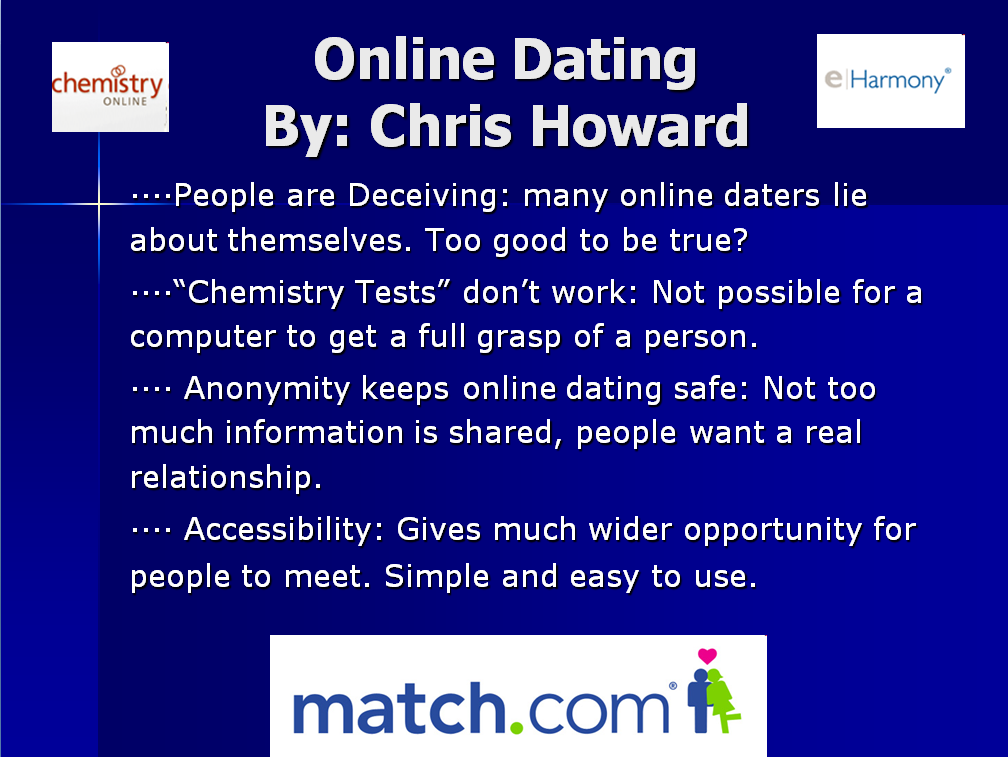 chemistry
ONLINE
Online Dating
By: Chris Howard
e|Harmony®
····People are Deceiving: many online daters lie
about themselves. Too good to be true?
····“Chemistry Tests” don’t work: Not possible for a
computer to get a full grasp of a person.
···· Anonymity keeps online dating safe: Not too
much information is shared, people want a real
relationship.
···· Accessibility: Gives much wider opportunity for
people to meet. Simple and easy to use.
match.com®